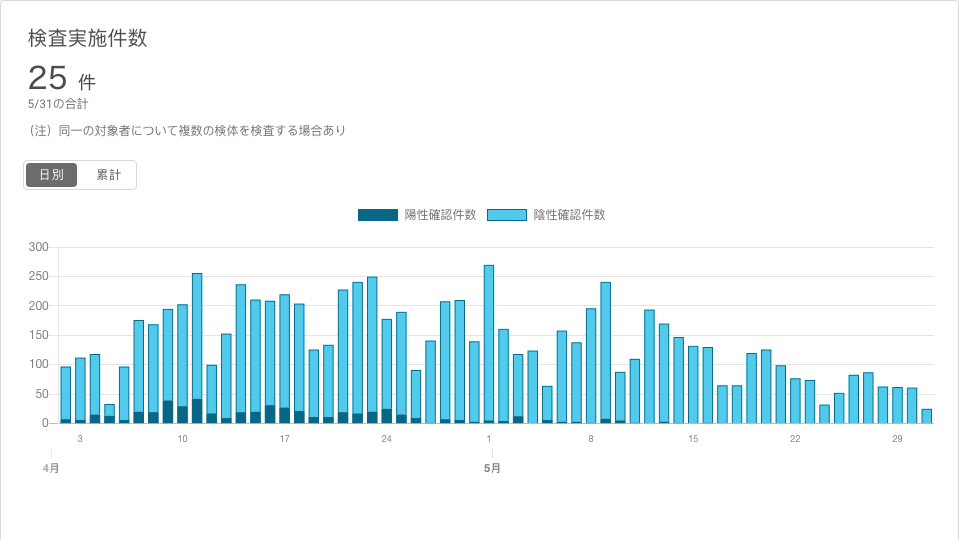 検査実施件数
25 件
5/31の合計
（注）同一の対象者について複数の検体を検査する場合あり
日別 累計
陽性確認件数 陰性確認件数
300
250
200
150
100
50
0
3 10 17 24 1 8 15 22 29
4月 5月